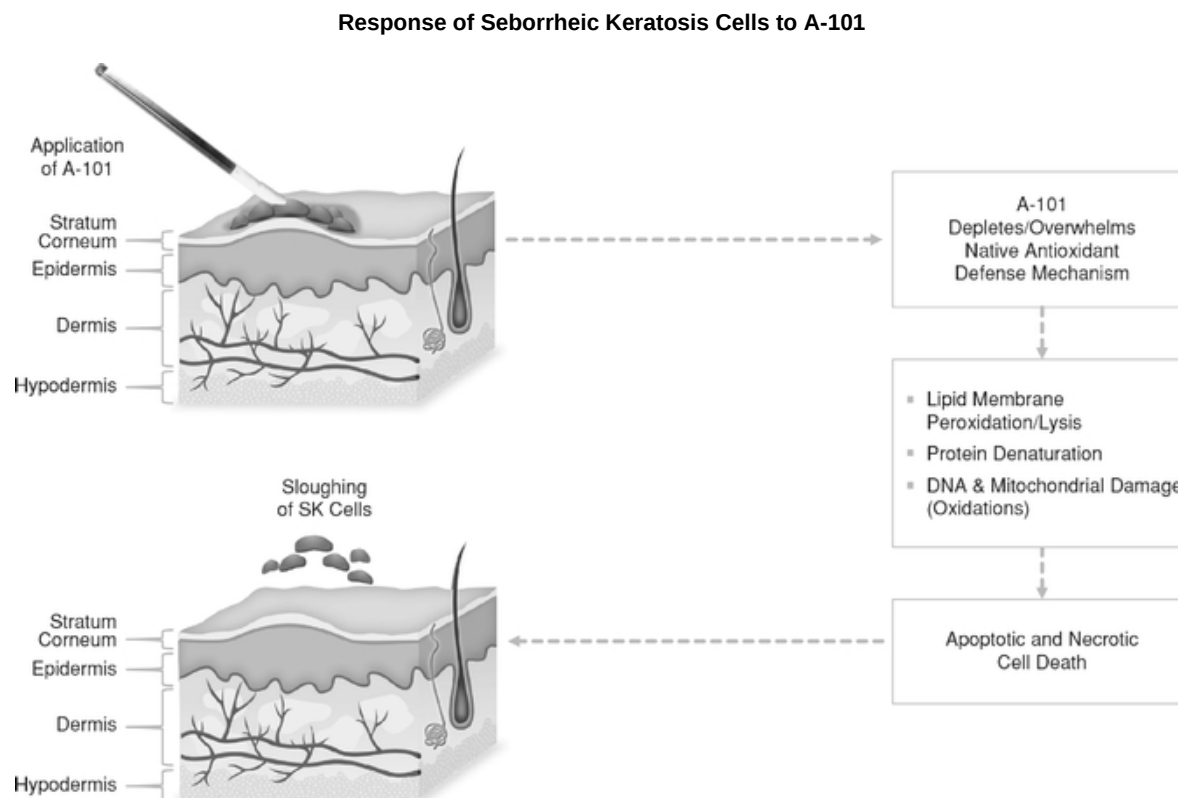 Response of Seborrheic Keratosis Cells to A-101
Application
of A-101
Stratum
Corneum
Epidermis
Dermis
Hypodermis
A-101
Depletes/Overwhelms
Native Antioxidant
Defense Mechanism
Lipid Membrane
Peroxidation/Lysis
Protein Denaturation
DNA & Mitochondrial Damage
(Oxidations)
Apoptotic and Necrotic
Cell Death
Sloughing
of SK Cells
Stratum
Corneum
Epidermis
Dermis
Hypodermis